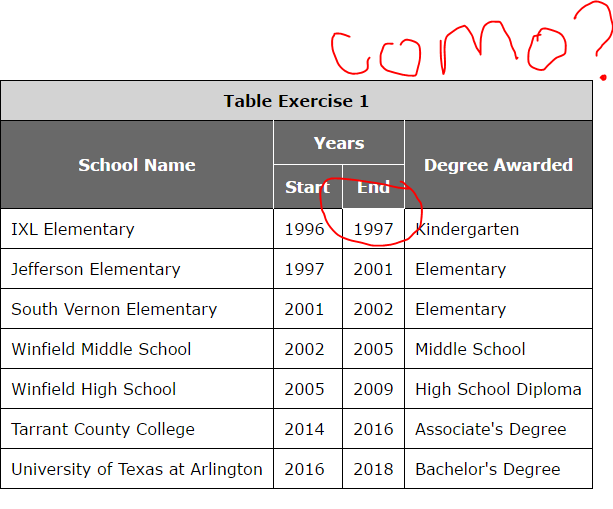 como?
Table Exercise 1
School Name Years Degree Awarded
Start End
IXL Elementary 1996 1997 Kindergarten
Jefferson Elementary 1997 2001 Elementary
South Vernon Elementary 2001 2002 Elementary
Winfield Middle School 2002 2005 Middle School
Winfield High School 2005 2009 High School Diploma
Tarrant County College 2014 2016 Associate's Degree
University of Texas at Arlington 2016 2018 Bachelor's Degree